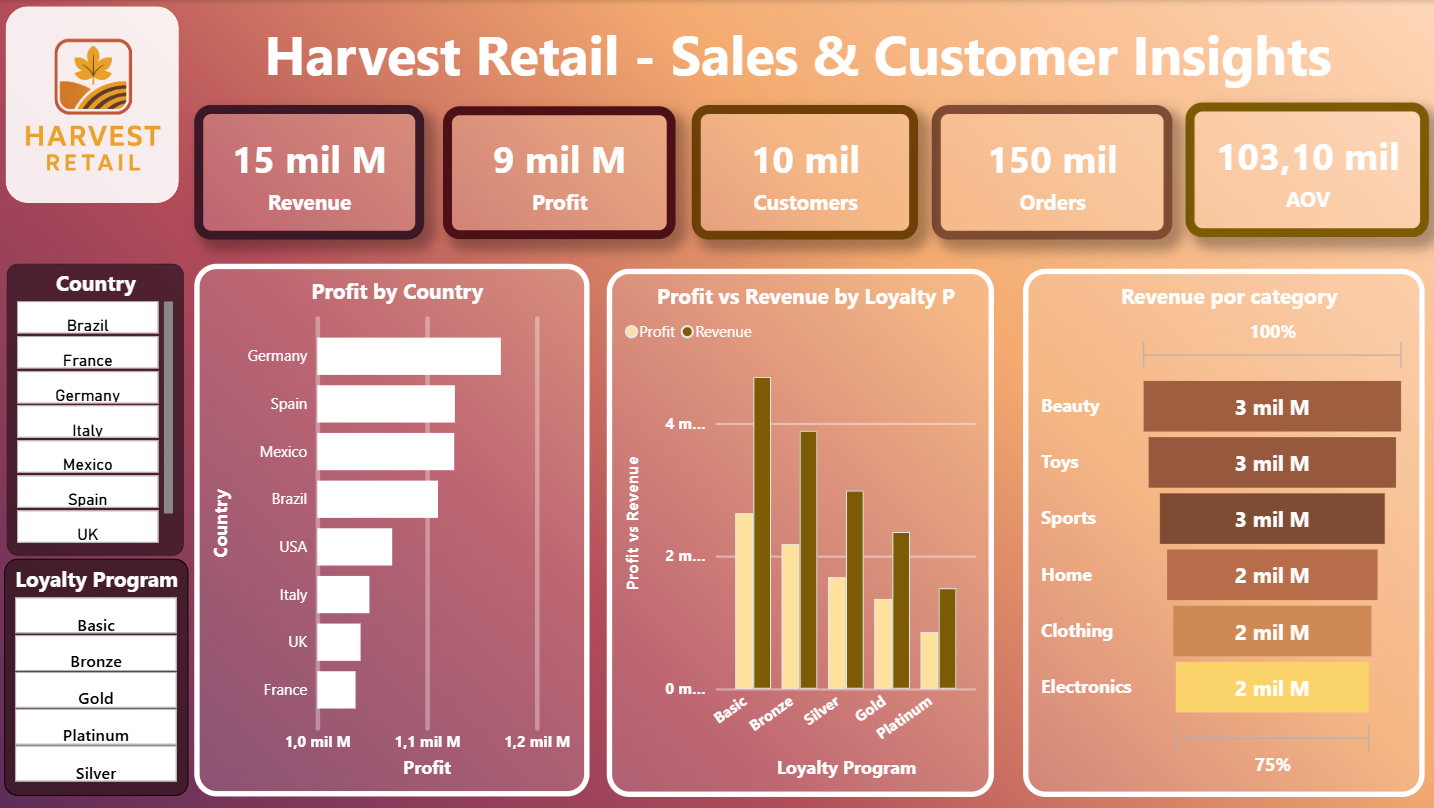 HARVEST
RETAIL
Harvest Retail - Sales & Customer Insights
15 mil M
Revenue
9 mil M
Profit
10 mil
Customers
150 mil
Orders
103,10 mil
AOV
Country
Brazil
France
Germany
Italy
Mexico
Spain
UK
Loyalty Program
Basic
Bronze
Gold
Platinum
Silver
Profit by Country
Country
Germany
Spain
Mexico
Brazil
USA
Italy
UK
France
1,0 mil M 1,1 mil M 1,2 mil M
Profit
Profit vs Revenue by Loyalty P
Profit Revenue
Profit vs Revenue
4 m...
2 m...
0 m...
Basic Bronze Silver Gold Platinum
Loyalty Program
Revenue por category
100%
Beauty 3 mil M
Toys 3 mil M
Sports 3 mil M
Home 2 mil M
Clothing 2 mil M
Electronics 2 mil M
75%